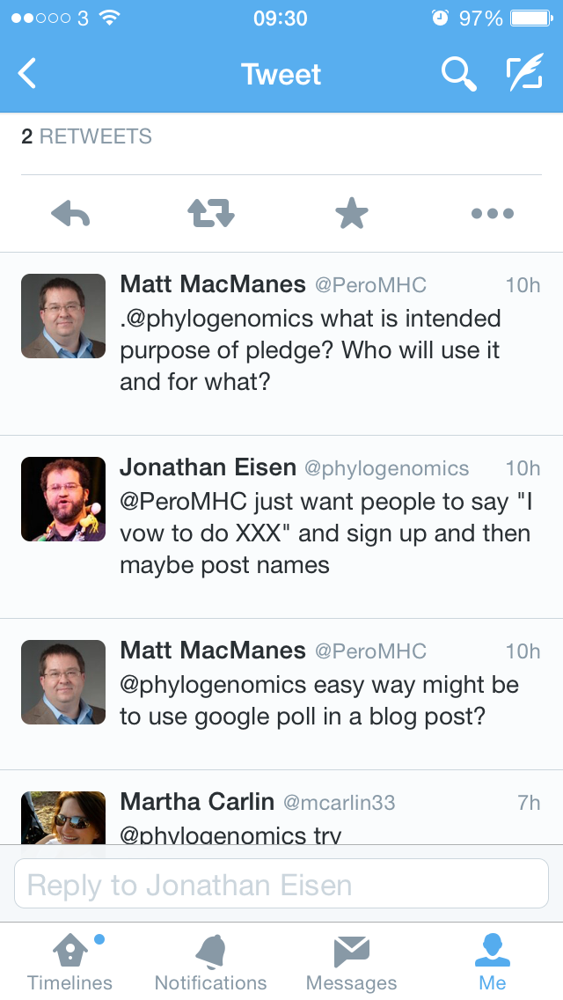 3 09:30 97%
Tweet
2 RETWEETS
Matt MacManes @PeroMHC 10h
.@phylogenomics what is intended
purpose of pledge? Who will use it
and for what?
Jonathan Eisen @phylogenomics 10h
@PeroMHC just want people to say "I
vow to do XXX" and sign up and then
maybe post names
Matt MacManes @PeroMHC 10h
@phylogenomics easy way might be
to use google poll in a blog post?
Martha Carlin @mcarlin33 7h
@phylogenomics try
Reply to Jonathan Eisen
Timelines Notifications Messages Me